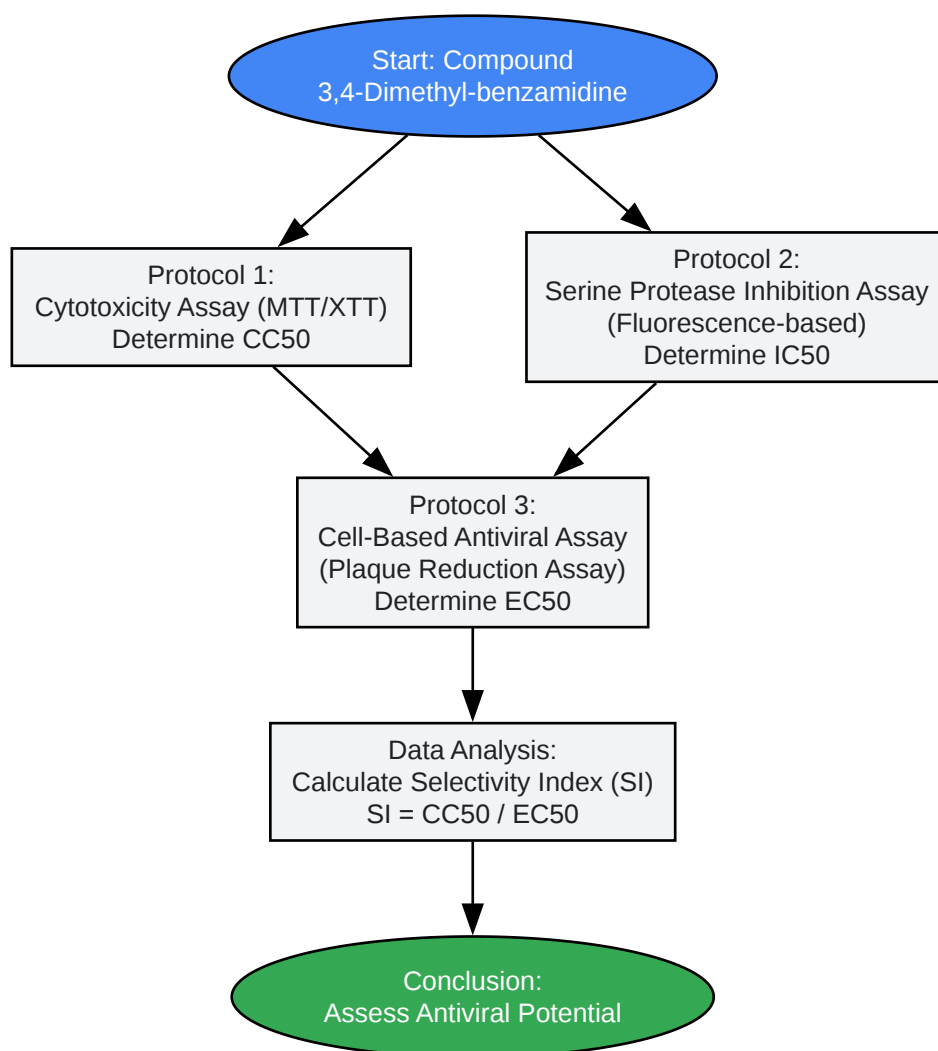 Start: Compound
3,4-Dimethyl-benzamidine
Protocol 1:
Cytotoxicity Assay (MTT/XTT)
Determine CC50
Protocol 2:
Serine Protease Inhibition Assay
(Fluorescence-based)
Determine IC50
Protocol 3:
Cell-Based Antiviral Assay
(Plaque Reduction Assay)
Determine EC50
Data Analysis:
Calculate Selectivity Index (SI)
SI = CC50 / EC50
Conclusion:
Assess Antiviral Potential